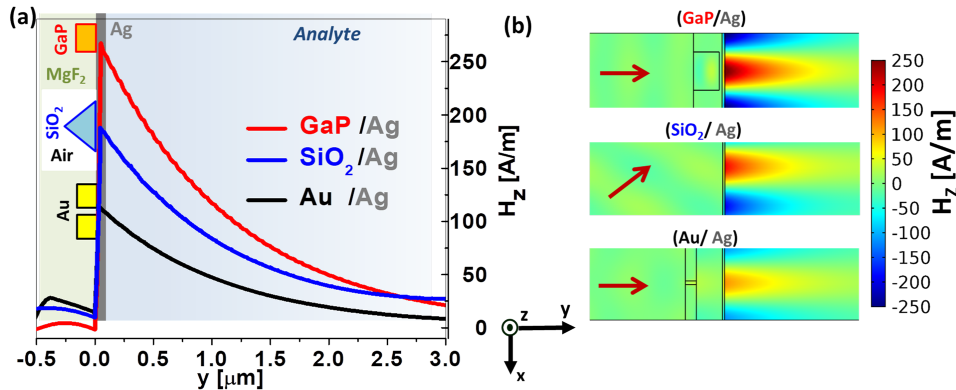 (a)
Ag
Analyte
GaP
MgF₂
SiO₂
Air
Au
GaP /Ag
SiO₂/Ag
Au /Ag
250
200
150
100
50
0
H_z [A/m]
-0.5 0.0 0.5 1.0 1.5 2.0 2.5 3.0
y [μm]
(b)
(GaP/Ag)
(SiO₂/ Ag)
(Au/ Ag)
250
200
150
100
50
0
-50
-100
-150
-200
-250
H_z [A/m]
z
y
x